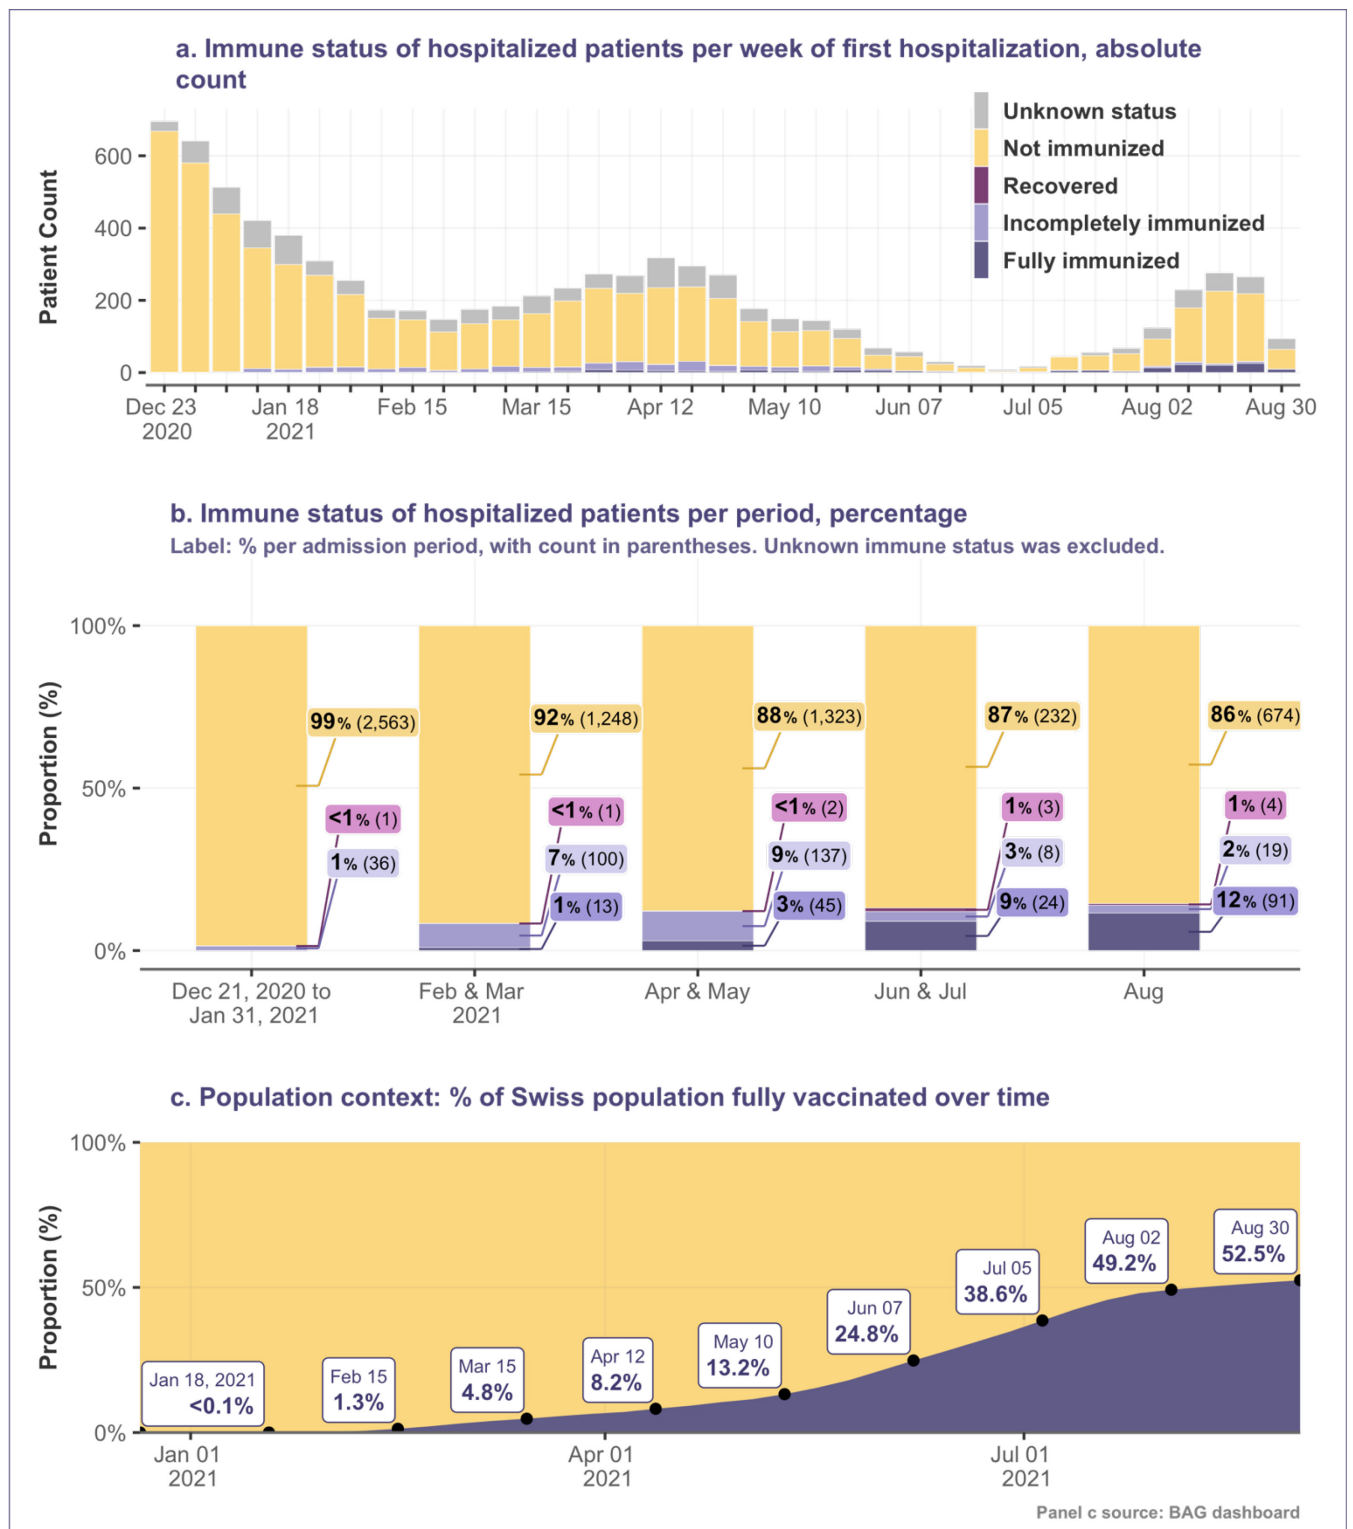 a. Immune status of hospitalized patients per week of first hospitalization, absolute
count
Unknown status
Not immunized
Recovered
Incompletely immunized
Fully immunized
Patient Count
600
400
200
0
Dec 23 Jan 18 Feb 15 Mar 15 Apr 12 May 10 Jun 07 Jul 05 Aug 02 Aug 30
2020 2021
b. Immune status of hospitalized patients per period, percentage
Label: % per admission period, with count in parentheses. Unknown immune status was excluded.
Proportion (%)
100%
50%
0%
99% (2,563)
<1% (1)
1% (36)
92% (1,248)
<1% (1)
7% (100)
1% (13)
88% (1,323)
<1% (2)
9% (137)
3% (45)
87% (232)
1% (3)
3% (8)
9% (24)
86% (674)
1% (4)
2% (19)
12% (91)
Dec 21, 2020 to Feb & Mar Apr & May Jun & Jul Aug
Jan 31, 2021 2021
c. Population context: % of Swiss population fully vaccinated over time
Proportion (%)
100%
50%
0%
Jan 18, 2021
<0.1%
Feb 15
1.3%
Mar 15
4.8%
Apr 12
8.2%
May 10
13.2%
Jun 07
24.8%
Jul 05
38.6%
Aug 02
49.2%
Aug 30
52.5%
Jan 01 Apr 01 Jul 01
2021 2021 2021
Panel c source: BAG dashboard